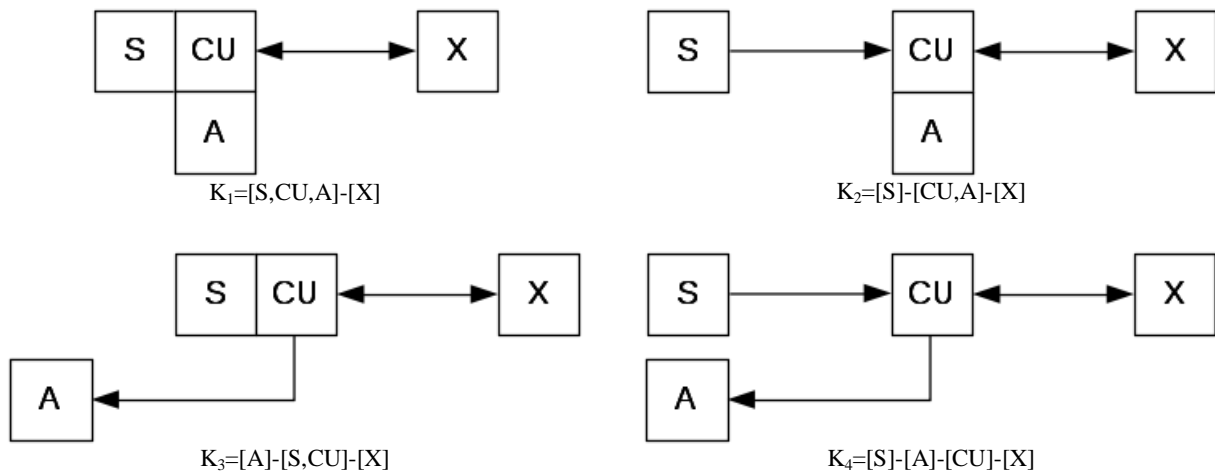 S CU X
A
K₁=[S,CU,A]-[X]
S CU X
A
K₂=[S]-[CU,A]-[X]
S CU X
A
K₃=[A]-[S,CU]-[X]
S CU X
A
K₄=[S]-[A]-[CU]-[X]